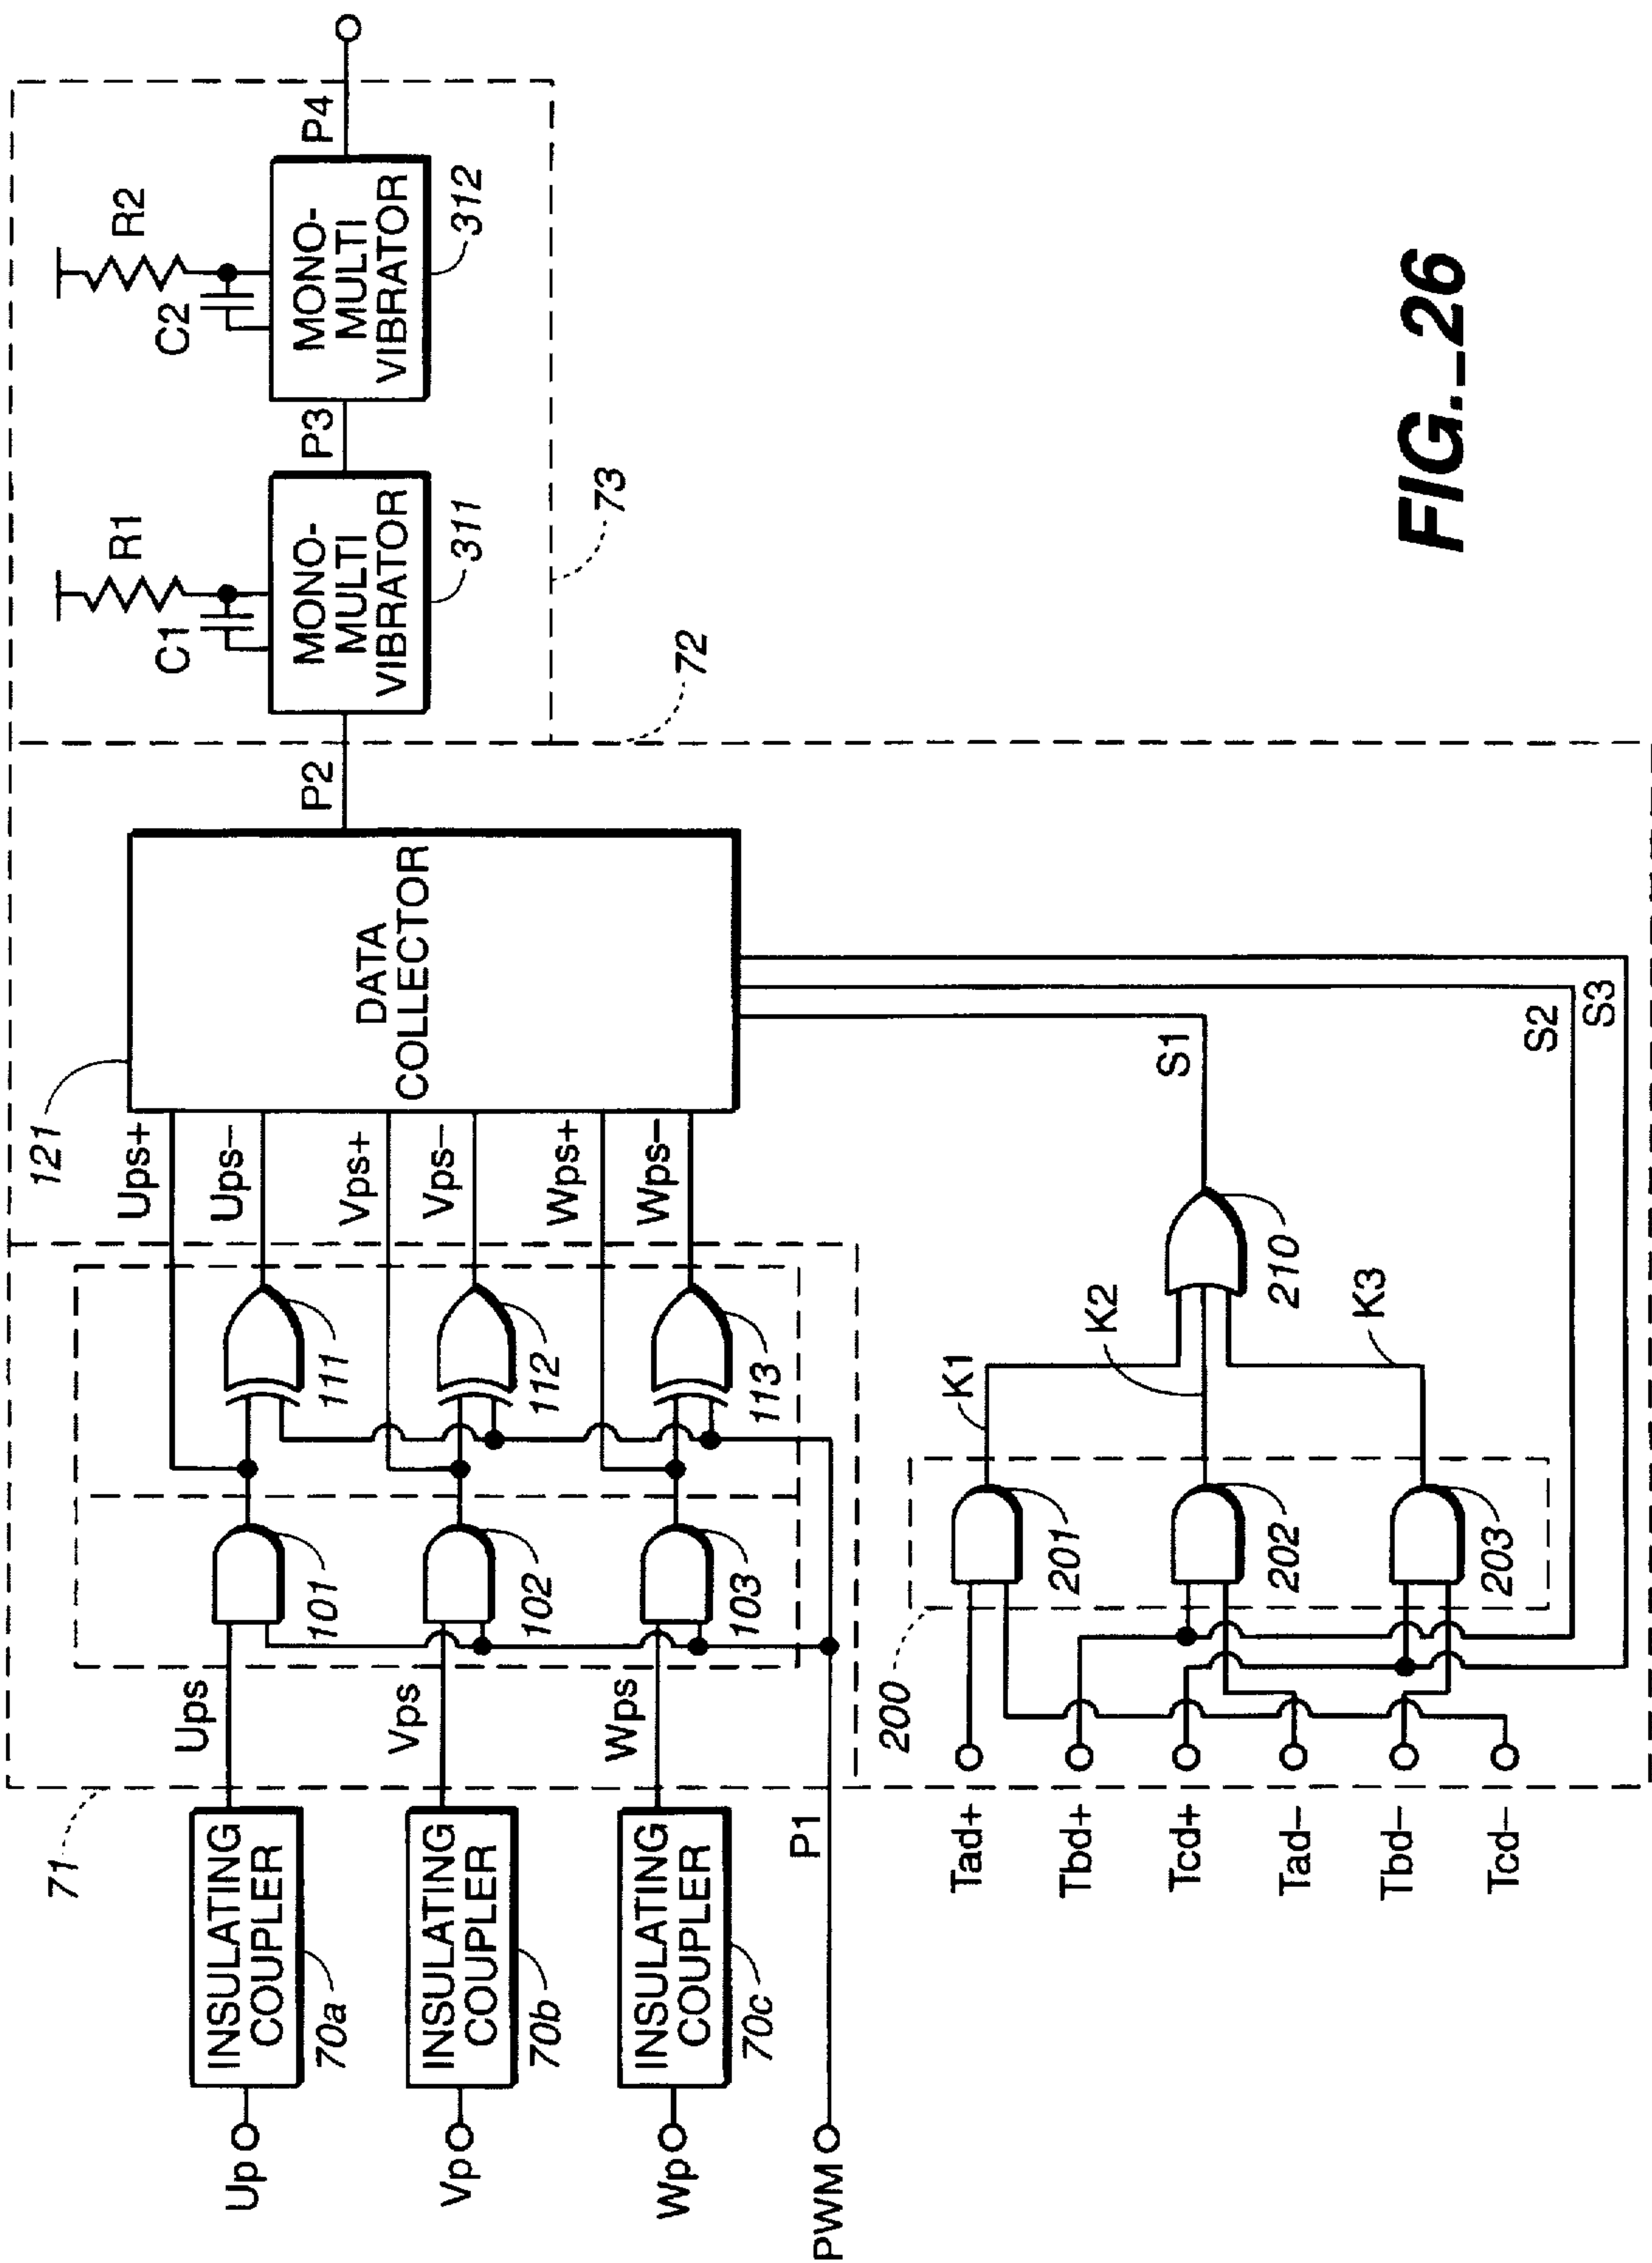 Up
Vp
Wp
PWM
INSULATING
COUPLER
70a
INSULATING
COUPLER
70b
INSULATING
COUPLER
70c
P1
71
Ups
Vps
Wps
101
102
103
111
112
113
Ups+
Ups−
Vps+
Vps−
Wps+
Wps−
121
DATA
COLLECTOR
P2
72
C1
R1
MONO-
MULTI
VIBRATOR
311
73
P3
C2
R2
MONO-
MULTI
VIBRATOR
312
P4
Tad+
Tbd+
Tcd+
Tad−
Tbd−
Tcd−
200
201
202
203
K1
K2
K3
210
S1
S2
S3
FIG._26